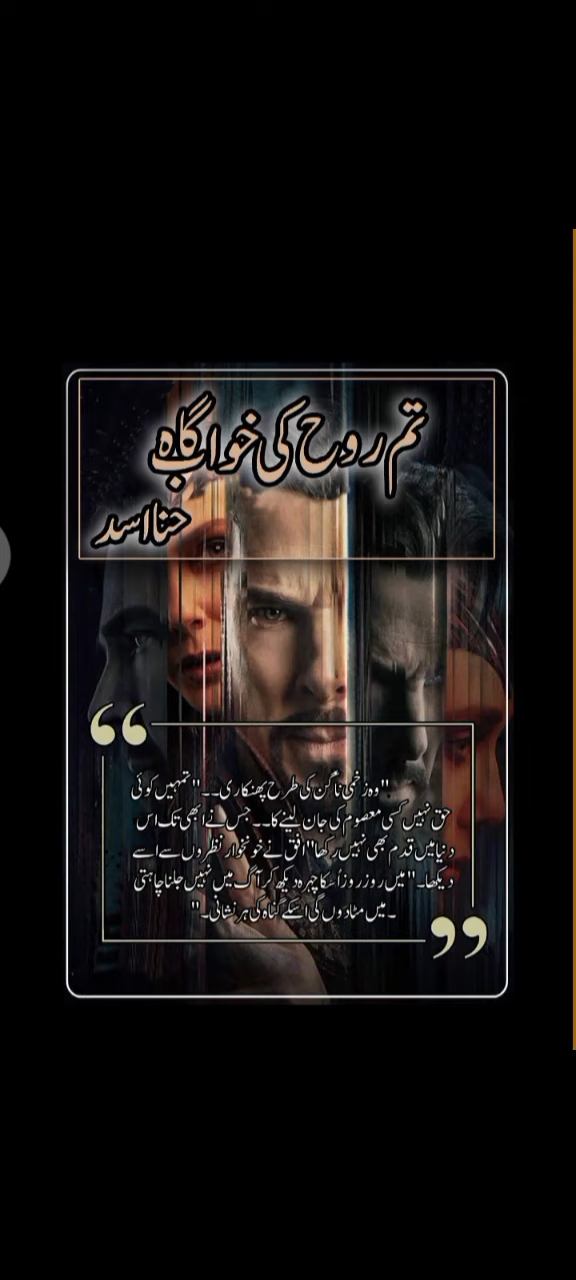 تم روح کی خوابگاہ
حنا اسد
"وہ زخمی ناگن کی طرح پھنکاری۔۔" تمہیں کوئی
حق نہیں کسی معصوم کی جان لینے کا۔۔ جس نے ابھی تک اس
دنیا میں قدم بھی نہیں رکھا" افق نے خونخوار نظروں سے اسے
دیکھا۔ "میں روز روز اُسکا چہرہ دیکھ کر آگ میں نہیں جلنا چاہتی
۔میں مٹا دوں گی اسکے گناہ کی ہر نشانی۔"